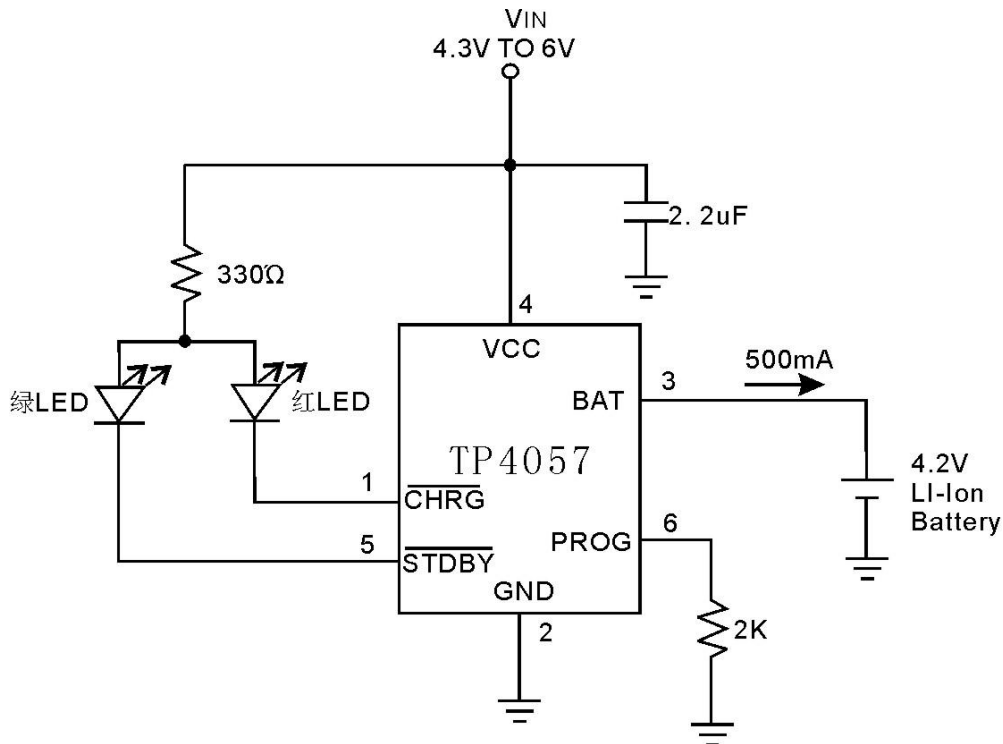 VIN
4.3V TO 6V
2. 2uF
330Ω
4
VCC
绿LED
红LED
BAT
3
500mA
TP4057
4.2V
LI-Ion
Battery
1
CHRG
5
STDBY
PROG
6
GND
2
2K